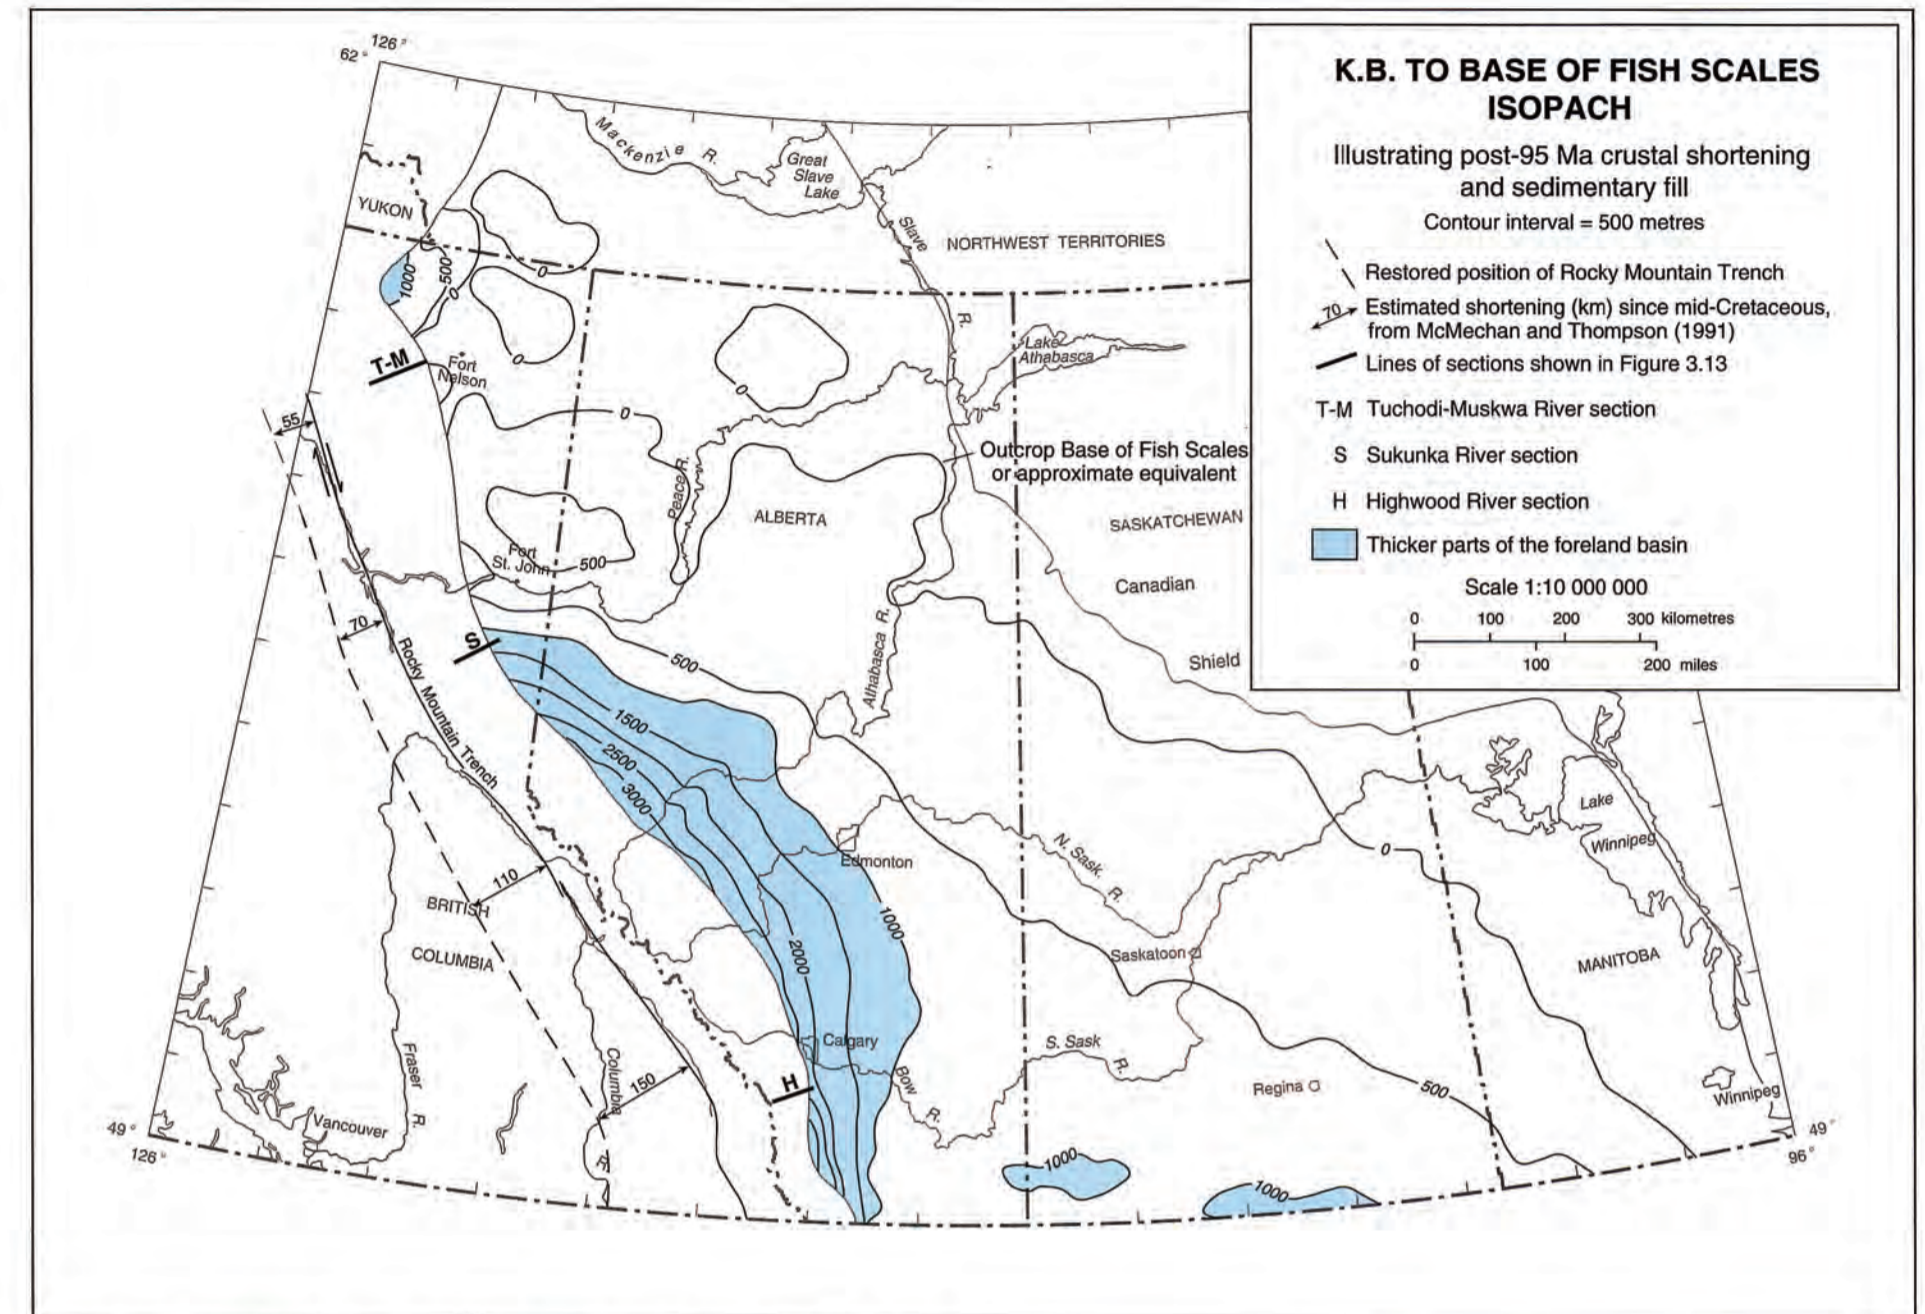 K.B. TO BASE OF FISH SCALES
ISOPACH
Illustrating post-95 Ma crustal shortening
and sedimentary fill
Contour interval = 500 metres
Restored position of Rocky Mountain Trench
70
Estimated shortening (km) since mid-Cretaceous,
from McMechan and Thompson (1991)
Lines of sections shown in Figure 3.13
T-M Tuchodi-Muskwa River section
S Sukunka River section
H Highwood River section
Thicker parts of the foreland basin
Scale 1:10 000 000
0 100 200 300 kilometres
0 100 200 miles
126°
62°
Mackenzie R.
Great
Slave
Lake
YUKON
Slave
R.
NORTHWEST TERRITORIES
1000
500
0
0
0
0
T-M
Fort
Nelson
Lake
Athabasca
0
55
Outcrop Base of Fish Scales
or approximate equivalent
Peace R.
ALBERTA
SASKATCHEWAN
Fort
St. John
500
Canadian
Shield
70
S
Rocky Mountain Trench
500
Athabasca R.
1500
2500
3000
Edmonton
N. Sask. R.
0
Lake
Winnipeg
110
BRITISH
COLUMBIA
1000
2000
Saskatoon
MANITOBA
Calgary
S. Sask
R.
Fraser
R.
Columbia
R.
150
H
Bow
R.
Regina
500
Winnipeg
Vancouver
49°
126°
1000
1000
49°
96°